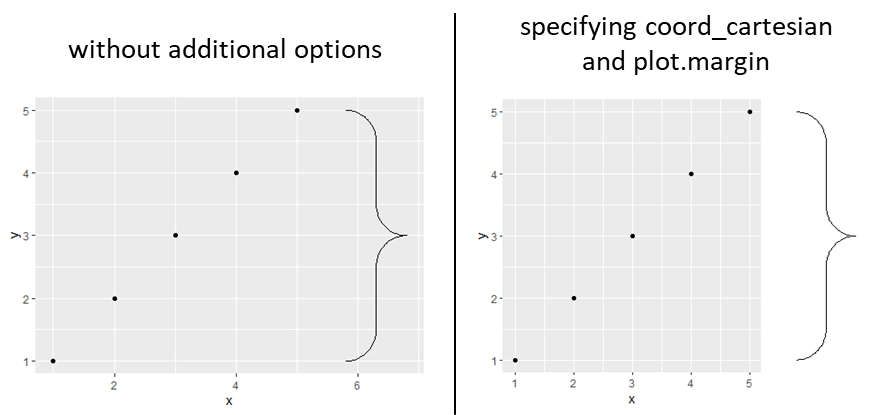 without additional options
5
4
y
3
2
1
2 4 6
x
specifying coord_cartesian
and plot.margin
5
4
y
3
2
1
1 2 3 4 5
x